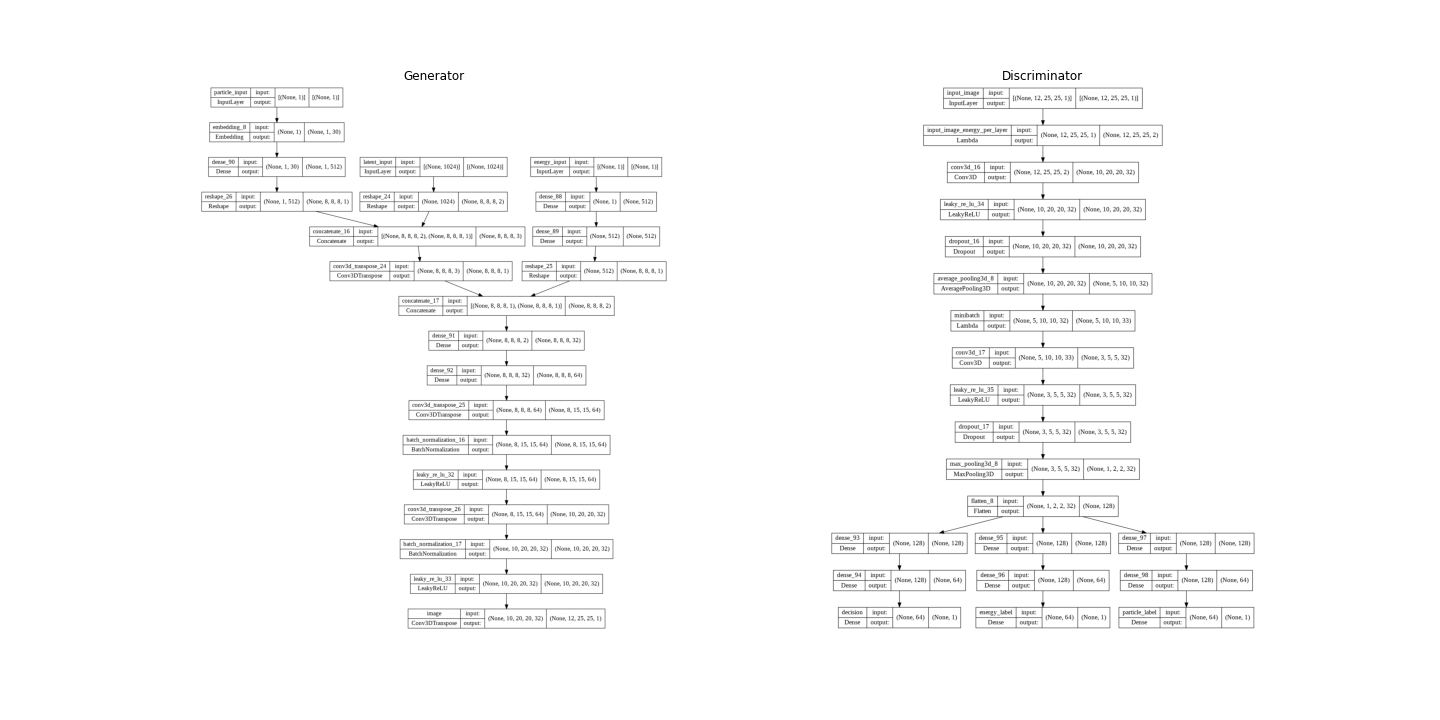 Generator
particle_input input: [(None, 1)] [(None, 1)]
InputLayer output:
embedding_8 input: (None, 1) (None, 1, 30)
Embedding output:
dense_90 input: (None, 1, 30) (None, 1, 512)
Dense output:
latent_input input: [(None, 1024)] [(None, 1024)]
InputLayer output:
energy_input input: [(None, 1)] [(None, 1)]
InputLayer output:
reshape_26 input: (None, 1, 512) (None, 8, 8, 8, 1)
Reshape output:
reshape_24 input: (None, 1024) (None, 8, 8, 8, 2)
Reshape output:
dense_88 input: (None, 1) (None, 512)
Dense output:
concatenate_16 input: [(None, 8, 8, 8, 2), (None, 8, 8, 8, 1)] (None, 8, 8, 8, 3)
Concatenate output:
dense_89 input: (None, 512) (None, 512)
Dense output:
conv3d_transpose_24 input: (None, 8, 8, 8, 3) (None, 8, 8, 8, 1)
Conv3DTranspose output:
reshape_25 input: (None, 512) (None, 8, 8, 8, 1)
Reshape output:
concatenate_17 input: [(None, 8, 8, 8, 1), (None, 8, 8, 8, 1)] (None, 8, 8, 8, 2)
Concatenate output:
dense_91 input: (None, 8, 8, 8, 2) (None, 8, 8, 8, 32)
Dense output:
dense_92 input: (None, 8, 8, 8, 32) (None, 8, 8, 8, 64)
Dense output:
conv3d_transpose_25 input: (None, 8, 8, 8, 64) (None, 8, 15, 15, 64)
Conv3DTranspose output:
batch_normalization_16 input: (None, 8, 15, 15, 64) (None, 8, 15, 15, 64)
BatchNormalization output:
leaky_re_lu_32 input: (None, 8, 15, 15, 64) (None, 8, 15, 15, 64)
LeakyReLU output:
conv3d_transpose_26 input: (None, 8, 15, 15, 64) (None, 10, 20, 20, 32)
Conv3DTranspose output:
batch_normalization_17 input: (None, 10, 20, 20, 32) (None, 10, 20, 20, 32)
BatchNormalization output:
leaky_re_lu_33 input: (None, 10, 20, 20, 32) (None, 10, 20, 20, 32)
LeakyReLU output:
image input: (None, 10, 20, 20, 32) (None, 12, 25, 25, 1)
Conv3DTranspose output:
Discriminator
input_image input: [(None, 12, 25, 25, 1)] [(None, 12, 25, 25, 1)]
InputLayer output:
input_image_energy_per_layer input: (None, 12, 25, 25, 1) (None, 12, 25, 25, 2)
Lambda output:
conv3d_16 input: (None, 12, 25, 25, 2) (None, 10, 20, 20, 32)
Conv3D output:
leaky_re_lu_34 input: (None, 10, 20, 20, 32) (None, 10, 20, 20, 32)
LeakyReLU output:
dropout_16 input: (None, 10, 20, 20, 32) (None, 10, 20, 20, 32)
Dropout output:
average_pooling3d_8 input: (None, 10, 20, 20, 32) (None, 5, 10, 10, 32)
AveragePooling3D output:
minibatch input: (None, 5, 10, 10, 32) (None, 5, 10, 10, 33)
Lambda output:
conv3d_17 input: (None, 5, 10, 10, 33) (None, 3, 5, 5, 32)
Conv3D output:
leaky_re_lu_35 input: (None, 3, 5, 5, 32) (None, 3, 5, 5, 32)
LeakyReLU output:
dropout_17 input: (None, 3, 5, 5, 32) (None, 3, 5, 5, 32)
Dropout output:
max_pooling3d_8 input: (None, 3, 5, 5, 32) (None, 1, 2, 2, 32)
MaxPooling3D output:
flatten_8 input: (None, 1, 2, 2, 32) (None, 128)
Flatten output:
dense_93 input: (None, 128) (None, 128)
Dense output:
dense_95 input: (None, 128) (None, 128)
Dense output:
dense_97 input: (None, 128) (None, 128)
Dense output:
dense_94 input: (None, 128) (None, 64)
Dense output:
dense_96 input: (None, 128) (None, 64)
Dense output:
dense_98 input: (None, 128) (None, 64)
Dense output:
decision input: (None, 64) (None, 1)
Dense output:
energy_label input: (None, 64) (None, 1)
Dense output:
particle_label input: (None, 64) (None, 1)
Dense output: